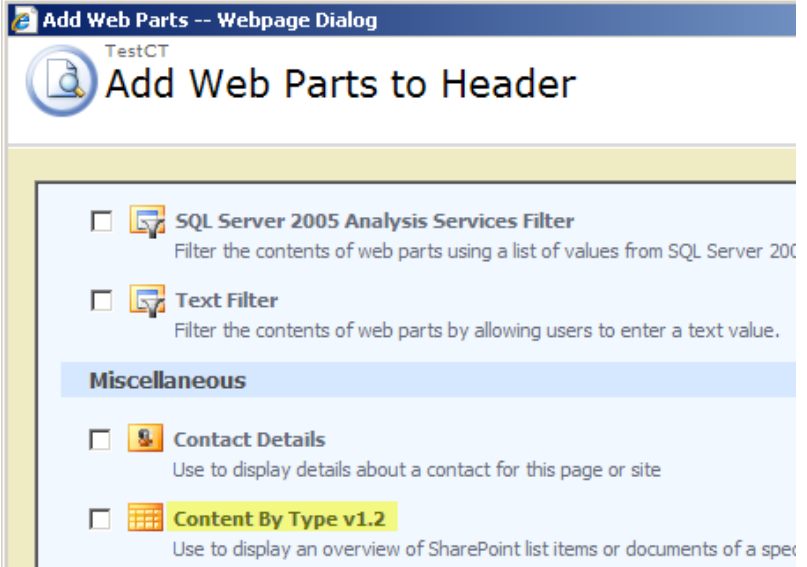 Add Web Parts -- Webpage Dialog
TestCT
Add Web Parts to Header
SQL Server 2005 Analysis Services Filter
Filter the contents of web parts using a list of values from SQL Server 200
Text Filter
Filter the contents of web parts by allowing users to enter a text value.
Miscellaneous
Contact Details
Use to display details about a contact for this page or site
Content By Type v1.2
Use to display an overview of SharePoint list items or documents of a spec